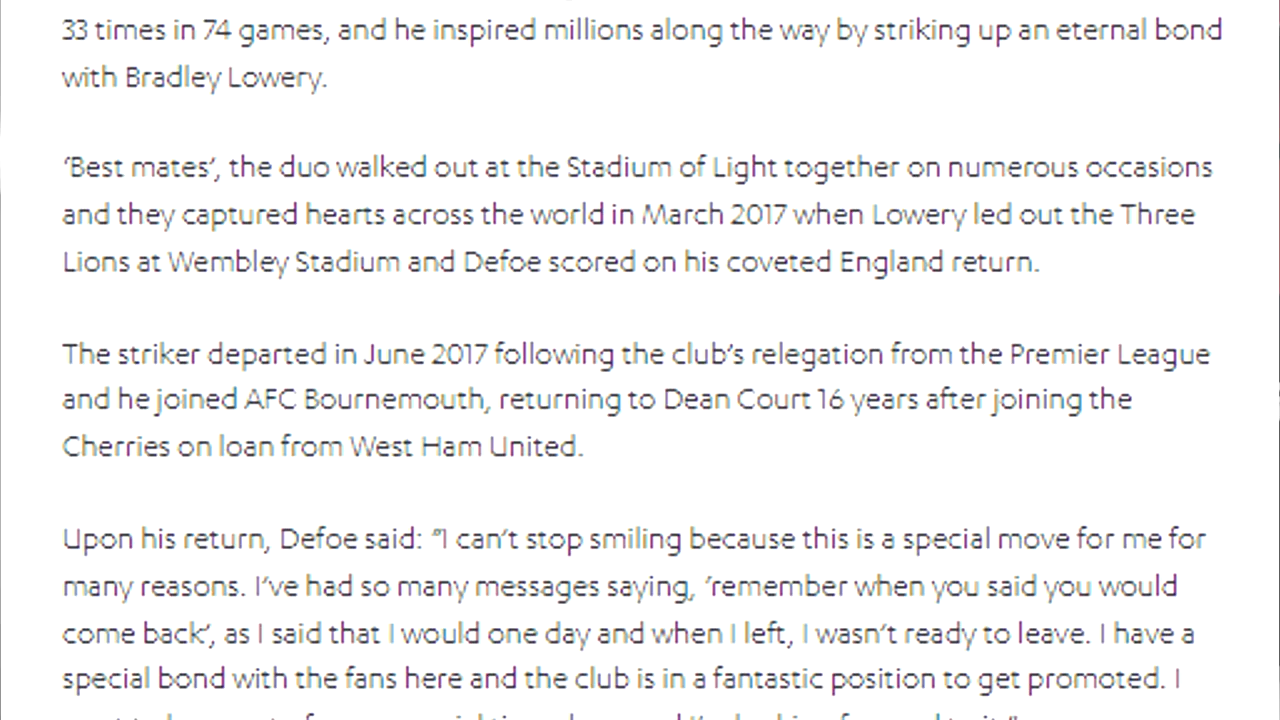 33 times in 74 games, and he inspired millions along the way by striking up an eternal bond
with Bradley Lowery.
‘Best mates’, the duo walked out at the Stadium of Light together on numerous occasions
and they captured hearts across the world in March 2017 when Lowery led out the Three
Lions at Wembley Stadium and Defoe scored on his coveted England return.
The striker departed in June 2017 following the club’s relegation from the Premier League
and he joined AFC Bournemouth, returning to Dean Court 16 years after joining the
Cherries on loan from West Ham United.
Upon his return, Defoe said: “I can’t stop smiling because this is a special move for me for
many reasons. I’ve had so many messages saying, ‘remember when you said you would
come back’, as I said that I would one day and when I left, I wasn’t ready to leave. I have a
special bond with the fans here and the club is in a fantastic position to get promoted. I